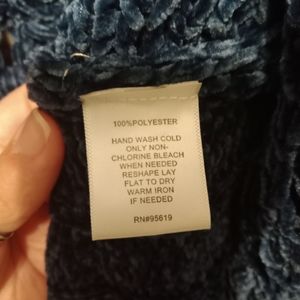 100%POLYESTER
HAND WASH COLD
ONLY NON-
CHLORINE BLEACH
WHEN NEEDED
RESHAPE LAY
FLAT TO DRY
WARM IRON
IF NEEDED
RN#95619